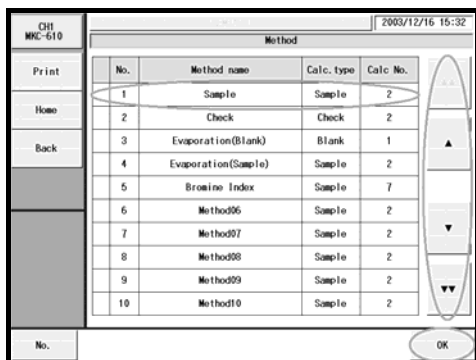 CH1
MKC-610
2003/12/16 15:32
Method
Print
Home
Back
No. Method name Calc. type Calc No.
1 Sample Sample 2
2 Check Check 2
3 Evaporation(Blank) Blank 1
4 Evaporation(Sample) Sample 2
5 Bromine Index Sample 7
6 Method06 Sample 2
7 Method07 Sample 2
8 Method08 Sample 2
9 Method09 Sample 2
10 Method10 Sample 2
No.
OK